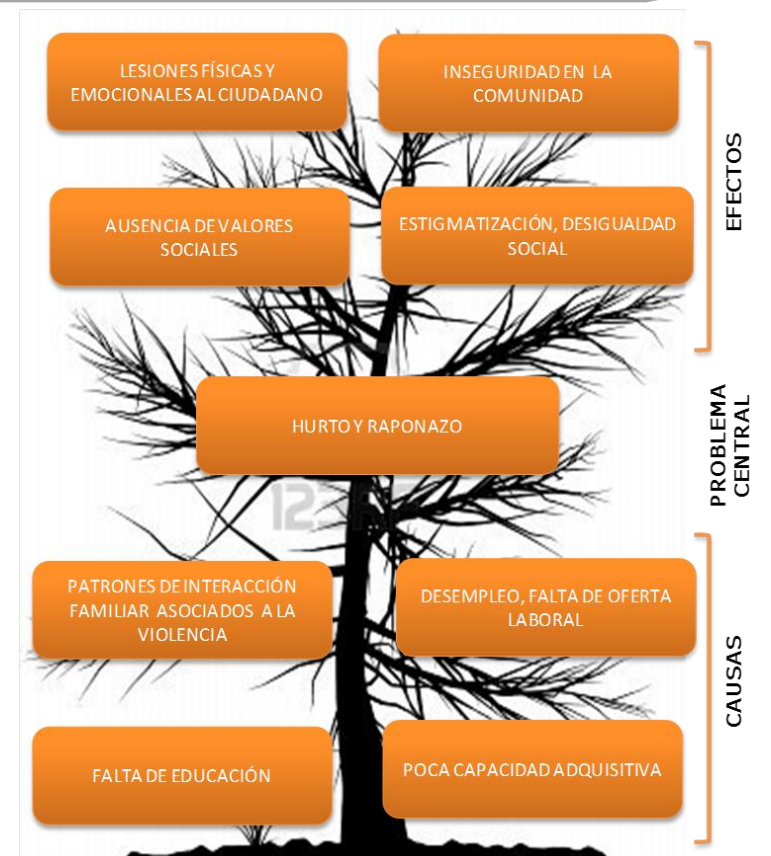 LESIONES FÍSICAS Y
EMOCIONALES AL CIUDADANO
INSEGURIDAD EN LA
COMUNIDAD
AUSENCIA DE VALORES
SOCIALES
ESTIGMATIZACIÓN, DESIGUALDAD
SOCIAL
EFECTOS
HURTO Y RAPONAZO
PROBLEMA
CENTRAL
PATRONES DE INTERACCIÓN
FAMILIAR ASOCIADOS A LA
VIOLENCIA
DESEMPLEO, FALTA DE OFERTA
LABORAL
FALTA DE EDUCACIÓN
POCA CAPACIDAD ADQUISITIVA
CAUSAS